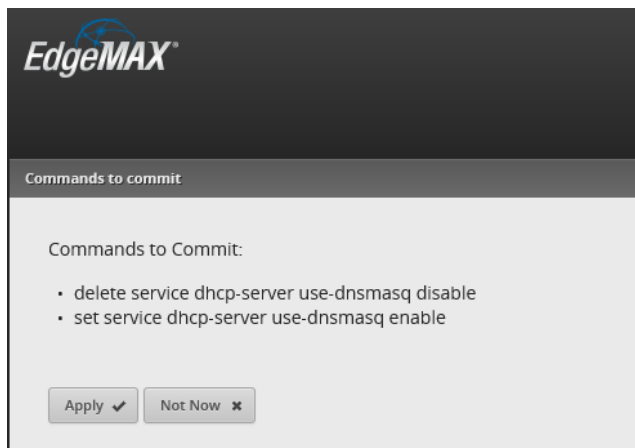 EdgeMAX®
Commands to commit
Commands to Commit:
• delete service dhcp-server use-dnsmasq disable
• set service dhcp-server use-dnsmasq enable
Apply ✔ Not Now ✖